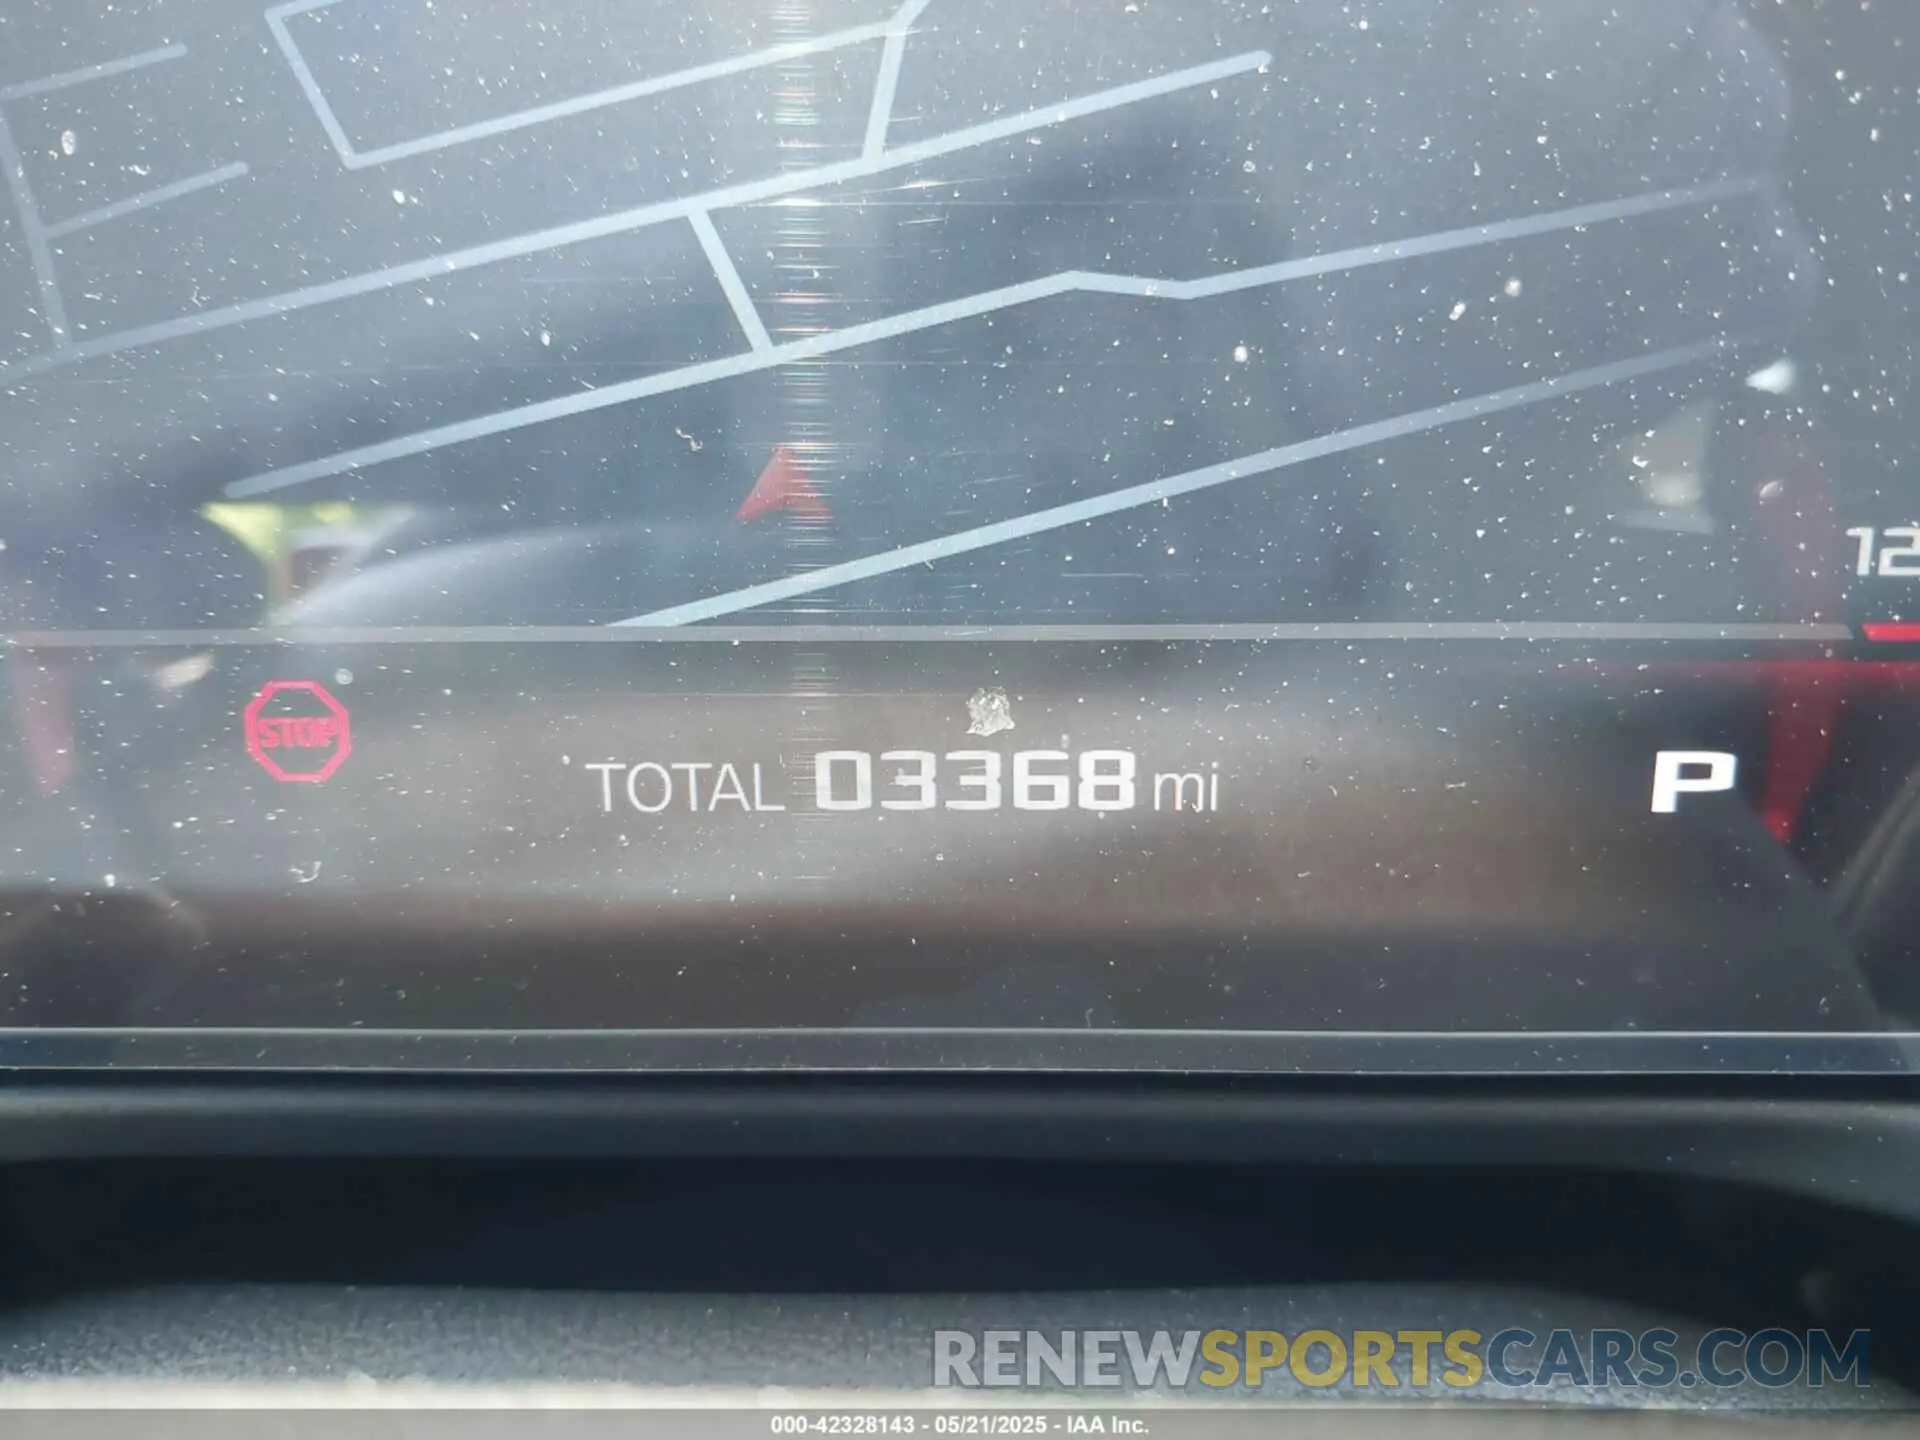 12
STOP
TOTAL 03368 mi
P
RENEWSPORTSCARS.COM
000-42328143 - 05/21/2025 - IAA Inc.